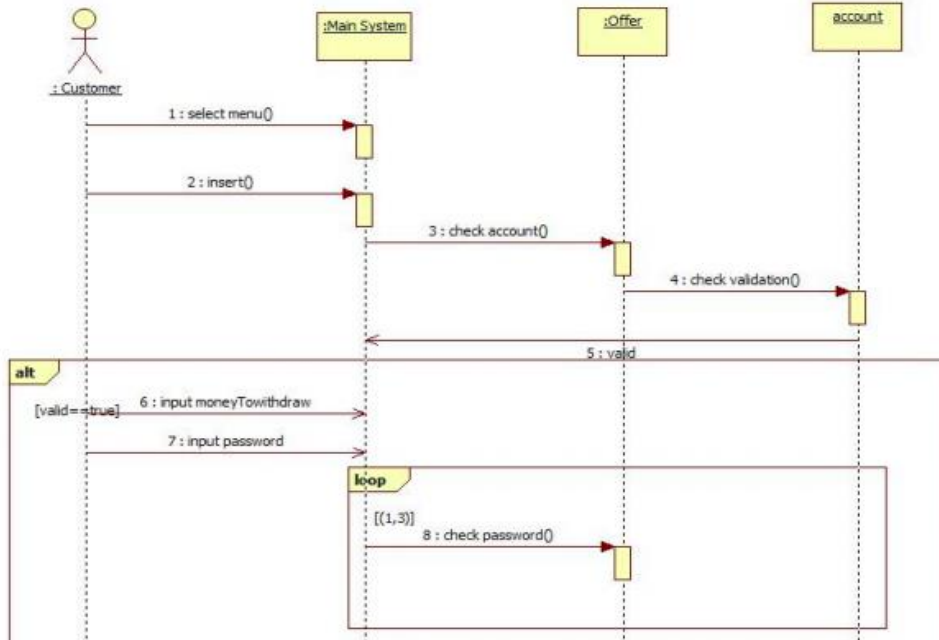 :Main System
:Offer
account
: Customer
1 : select menu()
2 : insert()
3 : check account()
4 : check validation()
5 : valid
alt
[valid==true]
6 : input moneyTowithdraw
7 : input password
loop
[(1,3)]
8 : check password()